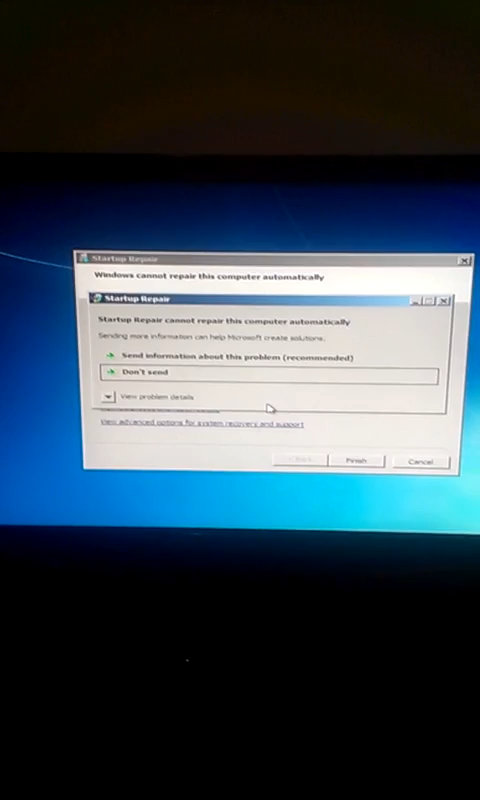 Startup Repair
Windows cannot repair this computer automatically
Startup Repair
Startup Repair cannot repair this computer automatically
Sending more information can help Microsoft create solutions.
Send information about this problem (recommended)
Don't send
View problem details
View advanced options for system recovery and support
< Back
Finish
Cancel